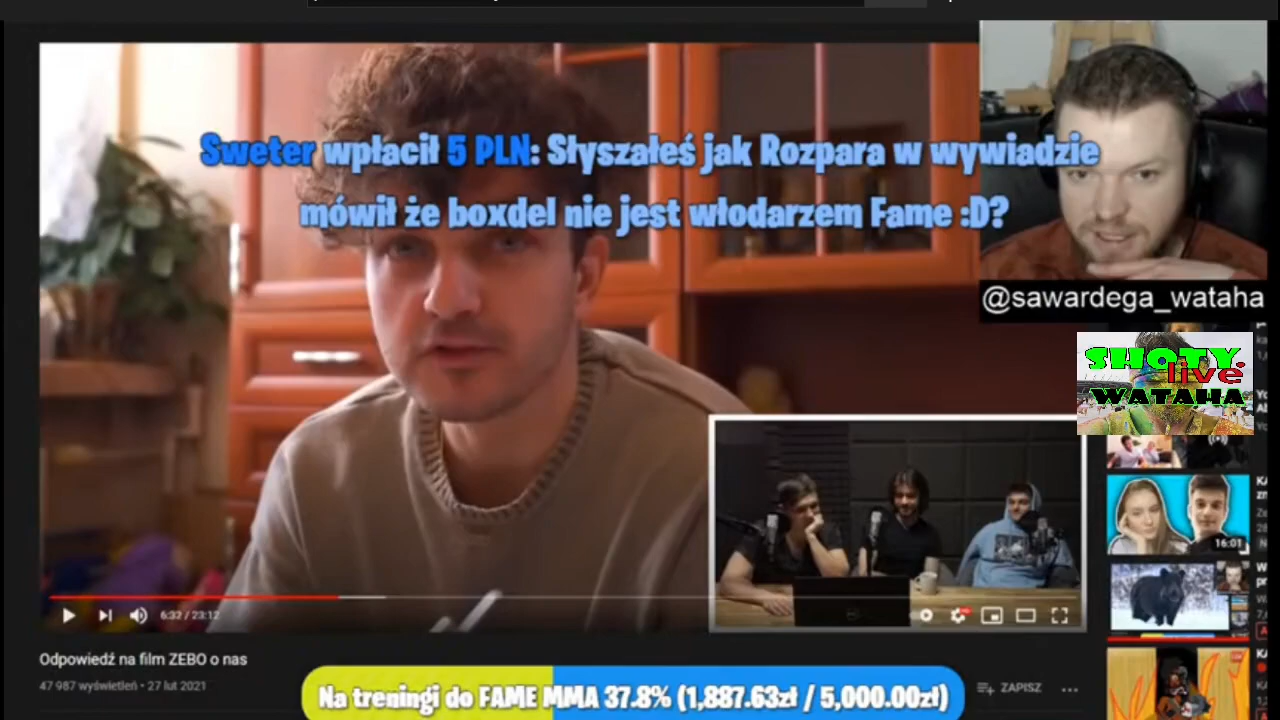 Sweter wpłacił 5 PLN: Słyszałeś jak Rozpara w wywiadzie
mówił że boxdel nie jest włodarzem Fame :D?
@sawardega_wataha
SHOTY.
live
WATAHA
16:01
6:32 / 23:12
Odpowiedź na film ZEBO o nas
47 987 wyświetleń • 27 lut 2021
ZAPISZ
Na treningi do FAME MMA 37.8% (1,887.63zł / 5,000.00zł)